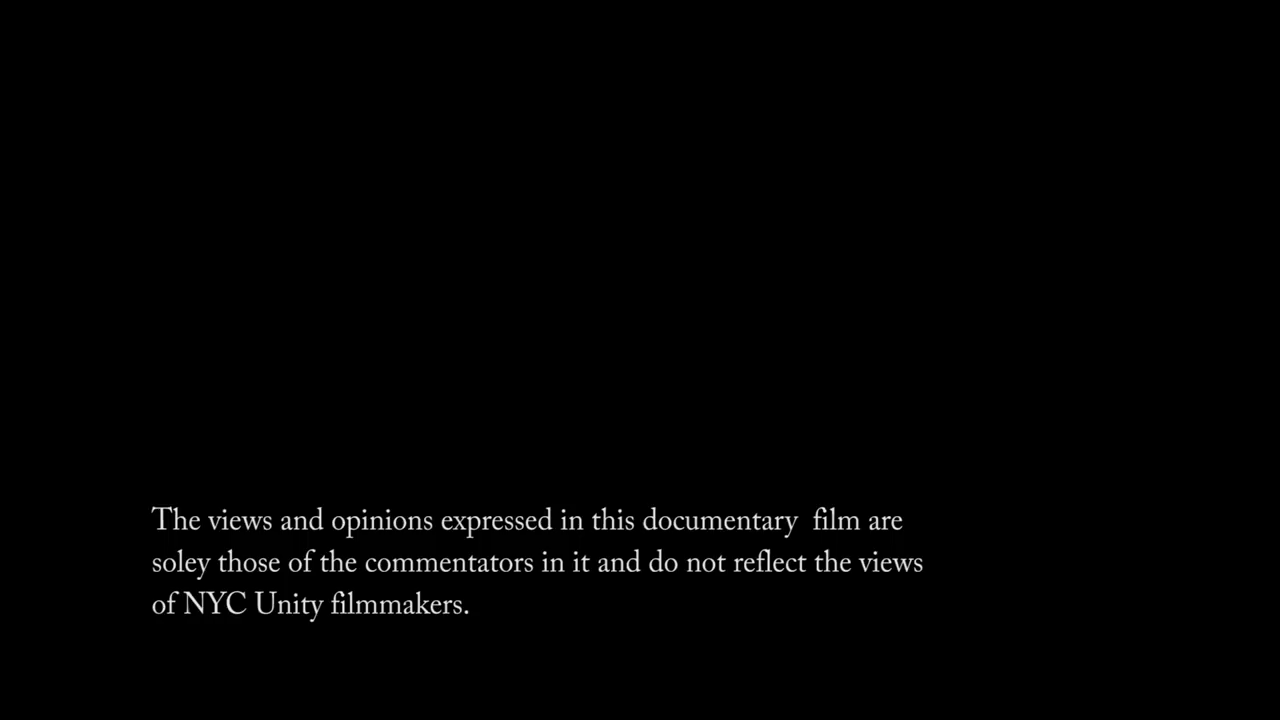 The views and opinions expressed in this documentary  film are
soley those of the commentators in it and do not reflect the views
of NYC Unity filmmakers.